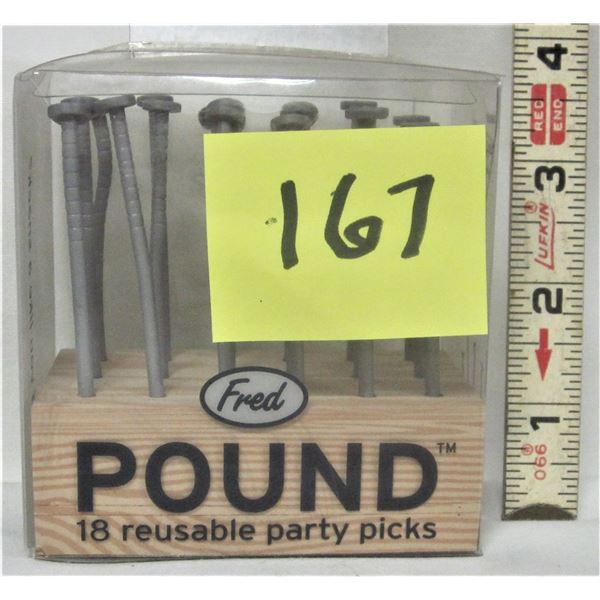 167
Fred
POUND™
18 reusable party picks
4
RED
END
3
LUFKIN
2
1
066